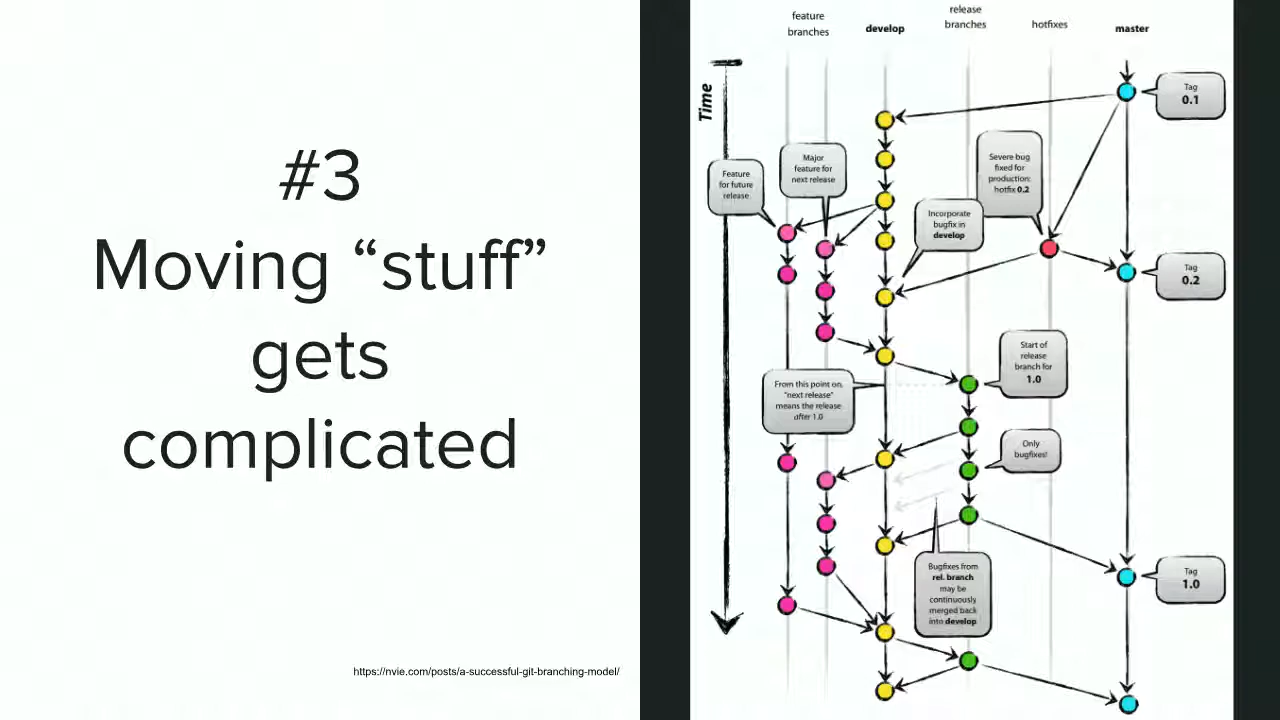 #3
Moving “stuff”
gets
complicated
https://nvie.com/posts/a-successful-git-branching-model/
feature
branches
develop
release
branches
hotfixes
master
Time
Tag
0.1
Major
feature for
next release
Feature
for future
release
Severe bug
fixed for
production:
hotfix 0.2
Incorporate
bugfix in
develop
Tag
0.2
Start of
release
branch for
1.0
From this point on,
“next release”
means the release
after 1.0
Only
bugfixes!
Bugfixes from
rel. branch
may be
continuously
merged back
into develop
Tag
1.0